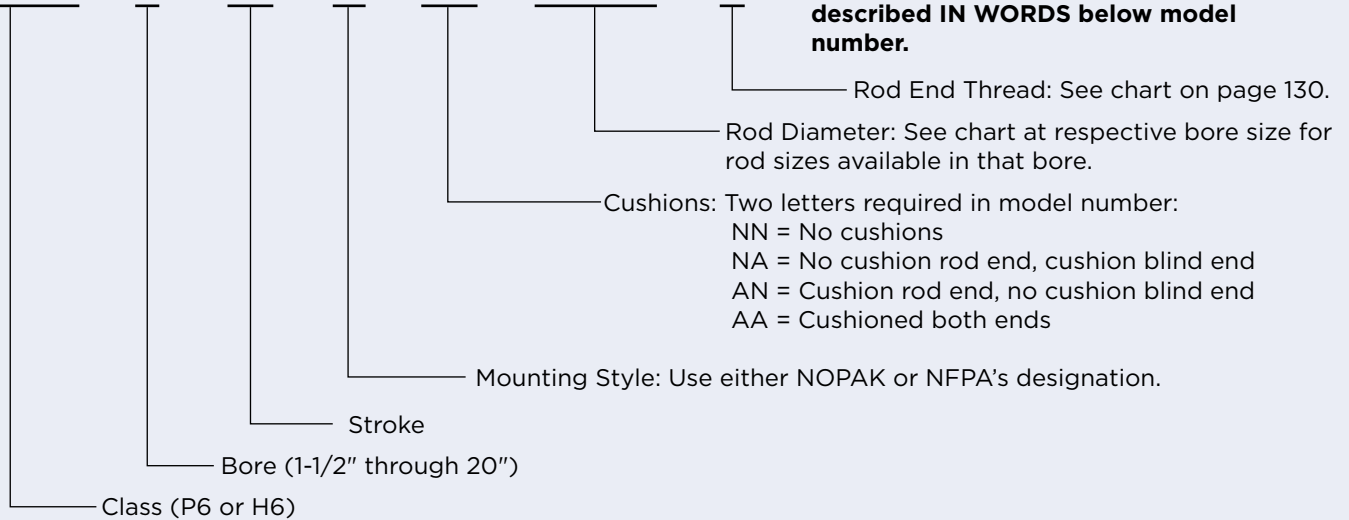 described IN WORDS below model
number.
Rod End Thread: See chart on page 130.
Rod Diameter: See chart at respective bore size for
rod sizes available in that bore.
Cushions: Two letters required in model number:
NN = No cushions
NA = No cushion rod end, cushion blind end
AN = Cushion rod end, no cushion blind end
AA = Cushioned both ends
Mounting Style: Use either NOPAK or NFPA's designation.
Stroke
Bore (1-1/2" through 20")
Class (P6 or H6)